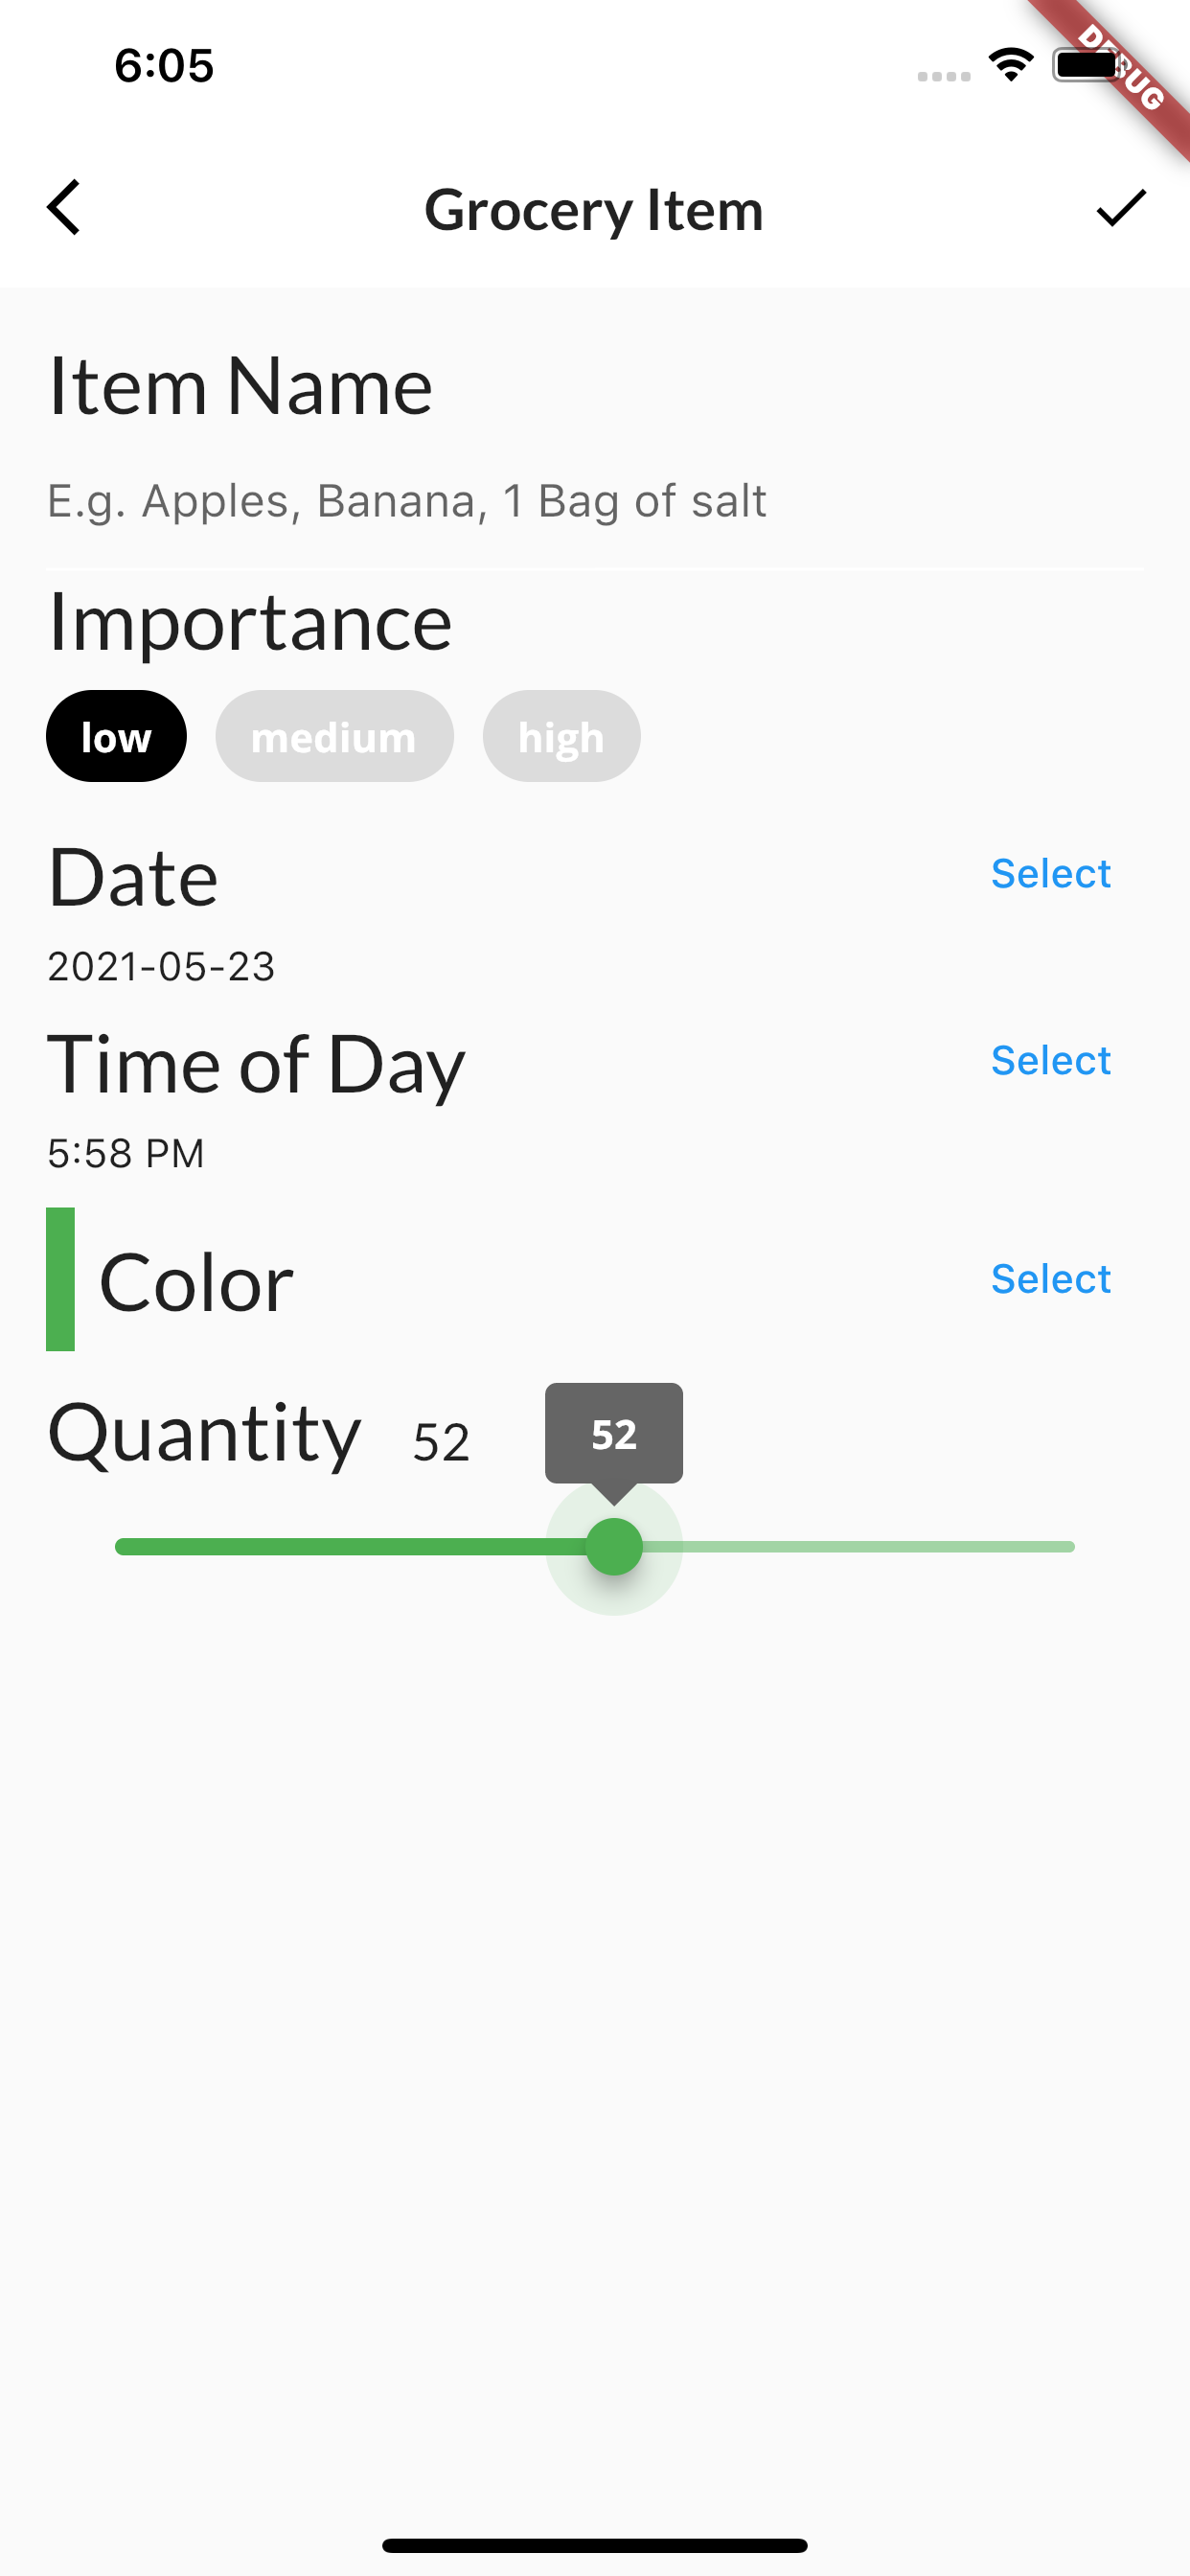 6:05
DEBUG
Grocery Item
Item Name
E.g. Apples, Banana, 1 Bag of salt
Importance
low medium high
Date Select
2021-05-23
Time of Day Select
5:58 PM
Color Select
Quantity 52 52